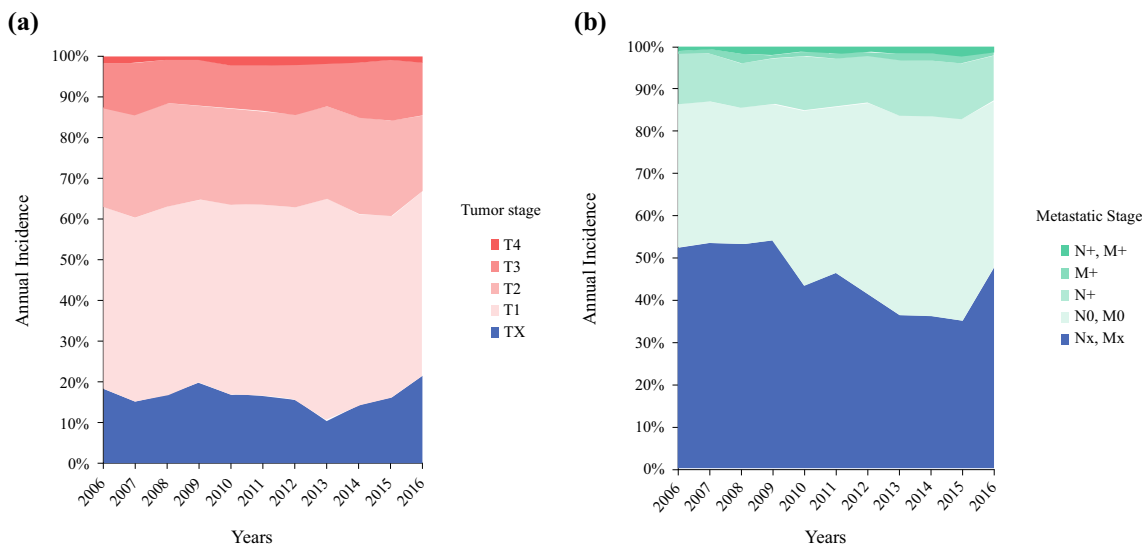 (a)
100%
90%
80%
70%
60%
50%
40%
30%
20%
10%
0%
Annual Incidence
2006
2007
2008
2009
2010
2011
2012
2013
2014
2015
2016
Years
Tumor stage
T4
T3
T2
T1
TX
(b)
100%
90%
80%
70%
60%
50%
40%
30%
20%
10%
0%
Annual Incidence
2006
2007
2008
2009
2010
2011
2012
2013
2014
2015
2016
Years
Metastatic Stage
N+, M+
M+
N+
N0, M0
Nx, Mx